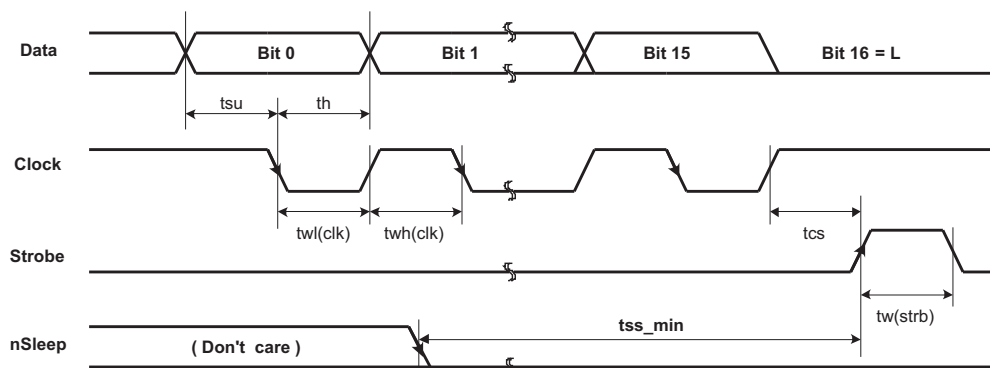 Data
Bit 0
Bit 1
Bit 15
Bit 16 = L
tsu
th
Clock
twl(clk)
twh(clk)
tcs
Strobe
tw(strb)
tss_min
nSleep
( Don't care )